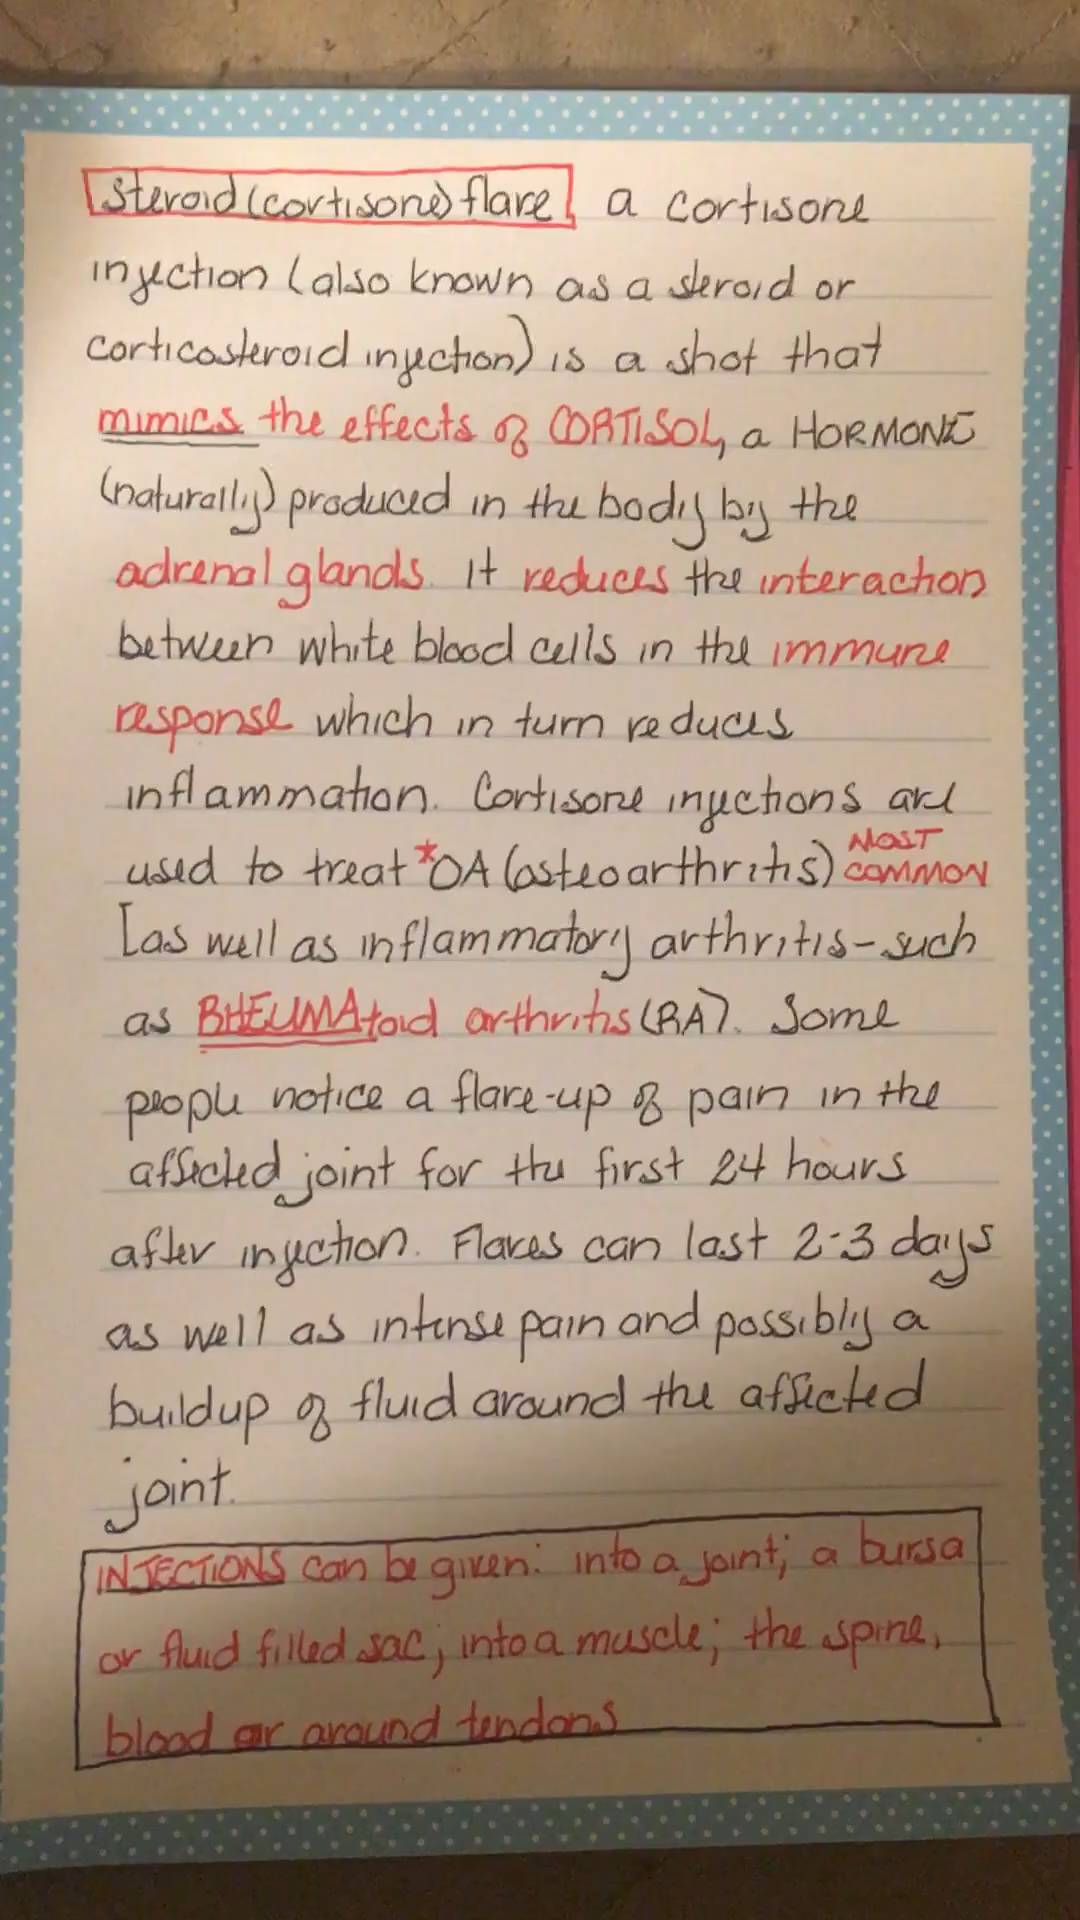 steroid (cortisone) flare, a cortisone
injection (also known as a steroid or
corticosteroid injection) is a shot that
mimics the effects of CORTISOL, a HORMONE
(naturally) produced in the body by the
adrenal glands. It reduces the interaction
between white blood cells in the immune
response which in turn reduces
inflammation. Cortisone injections are
used to treat *OA (osteoarthritis) MOST COMMON
[as well as inflammatory arthritis-such
as RHEUMAtoid arthritis (RA]. Some
people notice a flare-up of pain in the
affected joint for the first 24 hours
after injection. Flares can last 2-3 days
as well as intense pain and possibly a
buildup of fluid around the affected
joint.
INJECTIONS can be given: into a joint; a bursa
or fluid filled sac; into a muscle; the spine,
blood or around tendons